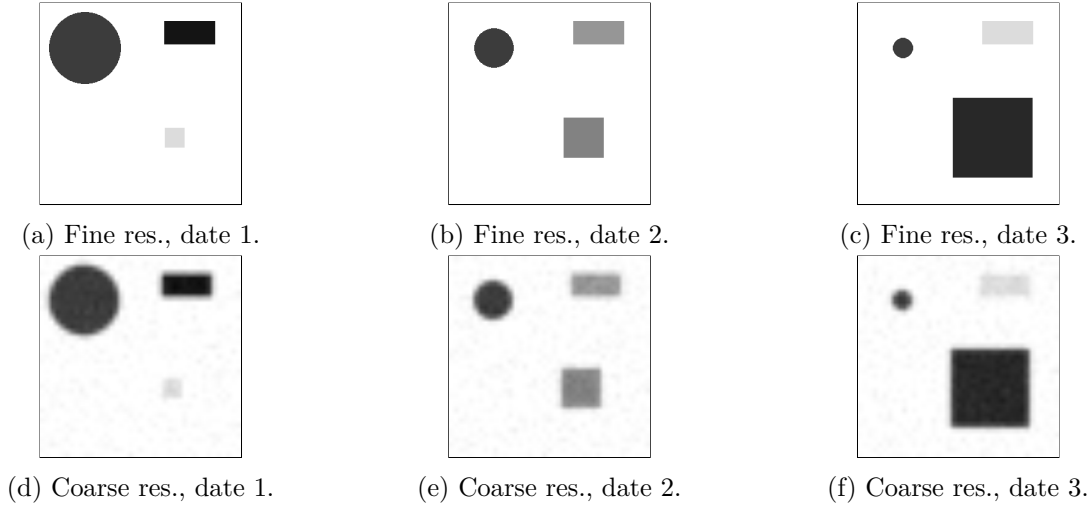 (a) Fine res., date 1.
(b) Fine res., date 2.
(c) Fine res., date 3.
(d) Coarse res., date 1.
(e) Coarse res., date 2.
(f) Coarse res., date 3.